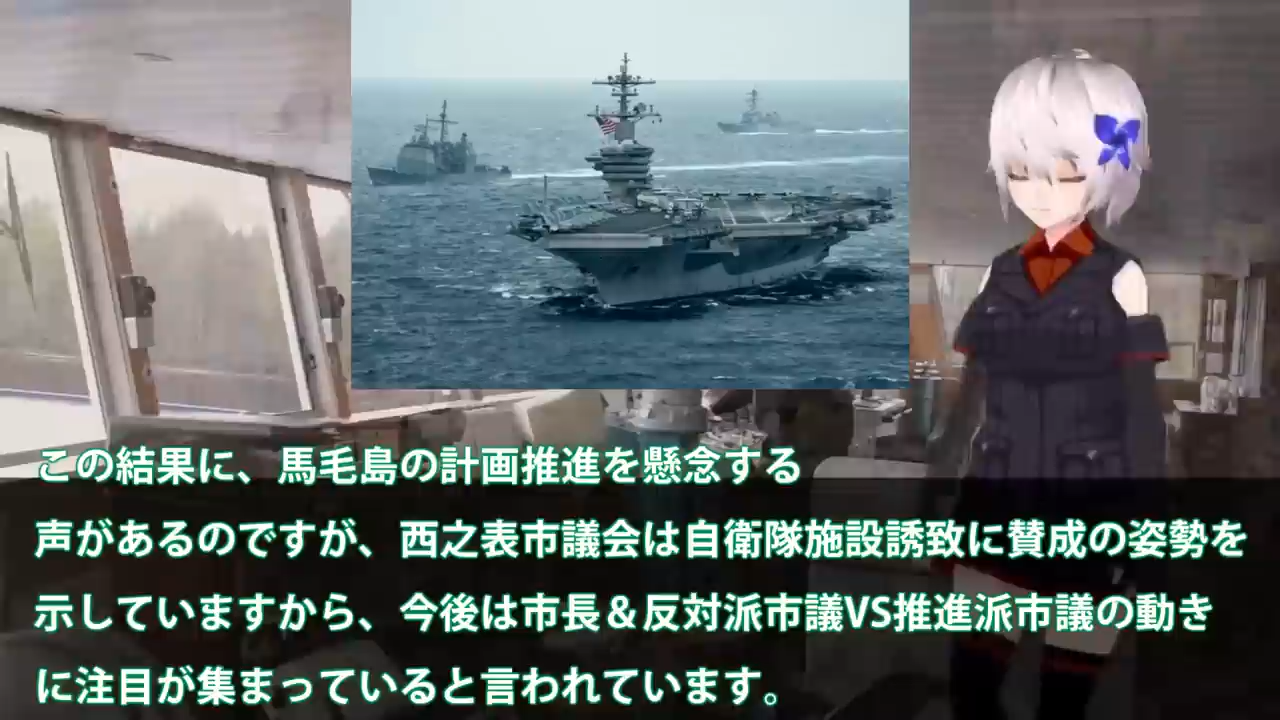 この結果に、馬毛島の計画推進を懸念する
声があるのですが、西之表市議会は自衛隊施設誘致に賛成の姿勢を
示していますから、今後は市長＆反対派市議VS推進派市議の動き
に注目が集まっていると言われています。